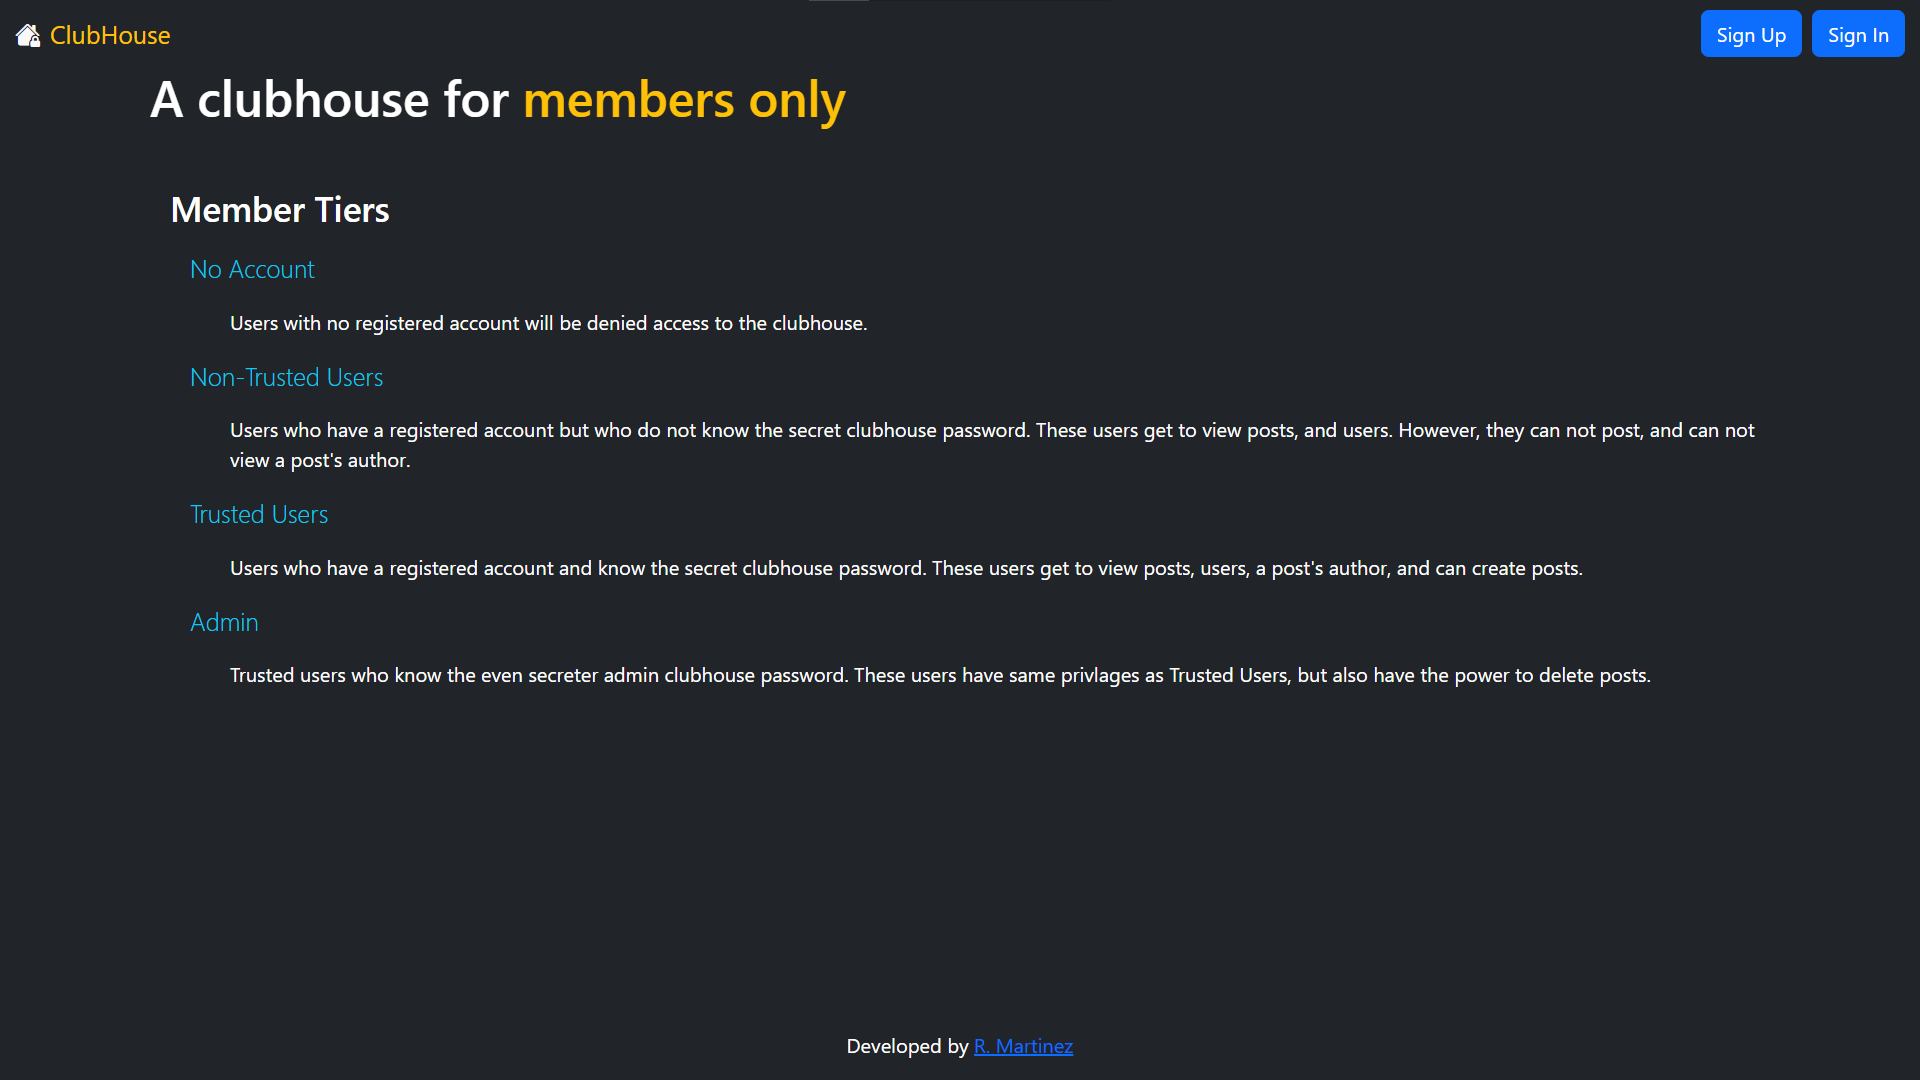 ClubHouse
Sign Up
Sign In
A clubhouse for members only
Member Tiers
No Account
Users with no registered account will be denied access to the clubhouse.
Non-Trusted Users
Users who have a registered account but who do not know the secret clubhouse password. These users get to view posts, and users. However, they can not post, and can not
view a post's author.
Trusted Users
Users who have a registered account and know the secret clubhouse password. These users get to view posts, users, a post's author, and can create posts.
Admin
Trusted users who know the even secreter admin clubhouse password. These users have same privlages as Trusted Users, but also have the power to delete posts.
Developed by R. Martinez